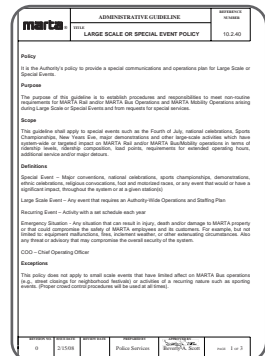 ADMINISTRATIVE GUIDELINE
REFERENCE
NUMBER
marta
TITLE
LARGE SCALE OR SPECIAL EVENT POLICY
10.2.40
Policy
It is the Authority's policy to provide a special communications and operations plan for Large Scale or
Special Events.
Purpose
The purpose of this guideline is to establish procedures and responsibilities to meet non-routine
requirements for MARTA Rail and/or MARTA Bus Operations and MARTA Mobility Operations arising
during Large Scale or Special Events and from requests for special services.
Scope
This guideline shall apply to special events such as the Fourth of July, national celebrations, Sports
Championships, New Years Eve, major demonstrations and other large-scale activities which have
system-wide or targeted impact on MARTA Rail and/or MARTA Bus/Mobility operations in terms of
ridership levels, ridership composition, load points, requirements for extended operating hours,
additional service and/or major detours.
Definitions
Special Event – Major conventions, national celebrations, sports championships, demonstrations,
ethnic celebrations, religious convocations, foot and motorized races, or any event that would or have a
significant impact, throughout the system or at a given station(s)
Large Scale Event – Any event that requires an Authority-Wide Operations and Staffing Plan
Recurring Event – Activity with a set schedule each year
Emergency Situation – Any situation that can result in injury, death and/or damage to MARTA property
or that could compromise the safety of MARTA employees and its customers. For example, but not
limited to; equipment malfunctions, fires, inclement weather, or other extenuating circumstances. Also
any threat or advisory that may compromise the overall security of the system.
COO – Chief Operating Officer
Exceptions
This policy does not apply to small scale events that have limited affect on MARTA Bus operations
(e.g., street closings for neighborhood festivals) or activities of a recurring nature such as sporting
events. (Proper crowd control procedures will be used at all times).
0
2/15/08
Police Services
Beverly A. Scott
PAGE 1 of 3